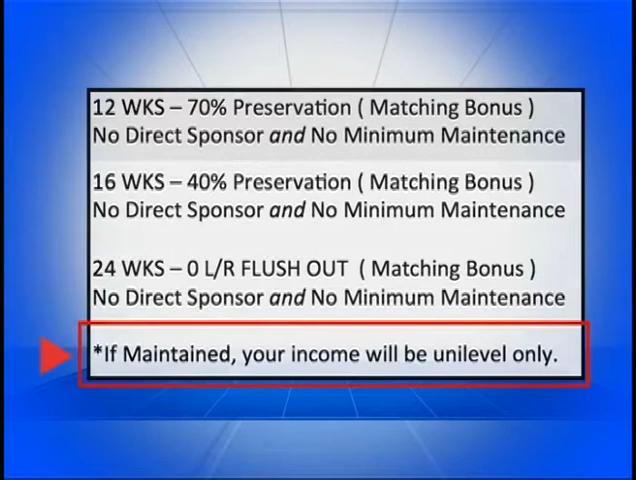 12 WKS – 70% Preservation ( Matching Bonus )
No Direct Sponsor and No Minimum Maintenance
16 WKS – 40% Preservation ( Matching Bonus )
No Direct Sponsor and No Minimum Maintenance
24 WKS – 0 L/R FLUSH OUT ( Matching Bonus )
No Direct Sponsor and No Minimum Maintenance
*If Maintained, your income will be unilevel only.